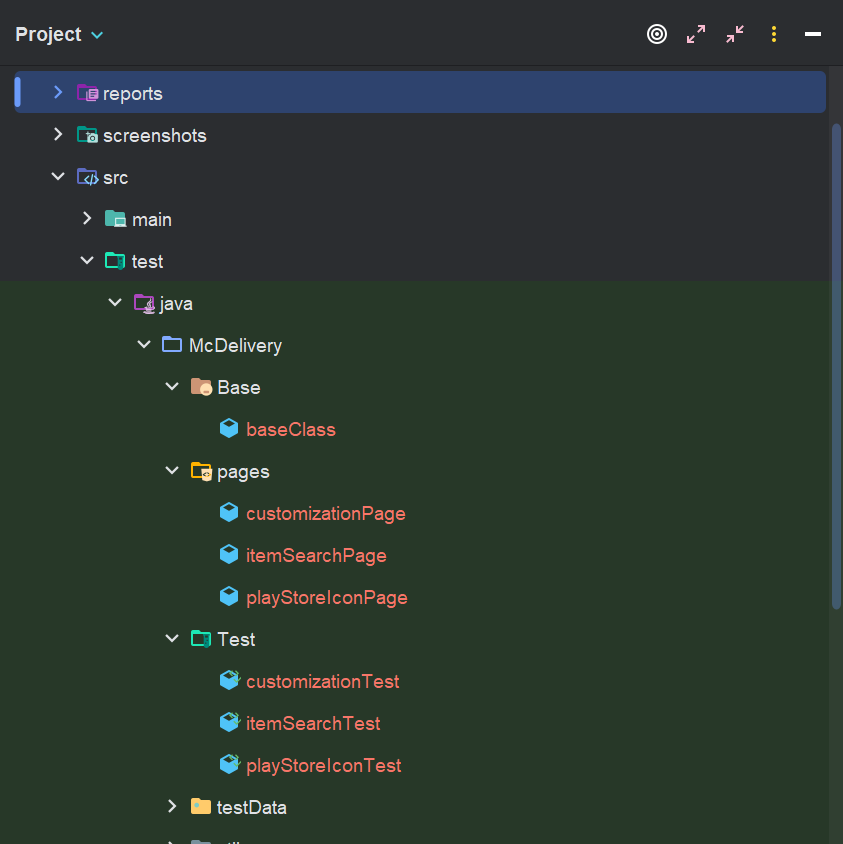 Project
reports
screenshots
src
main
test
java
McDelivery
Base
baseClass
pages
customizationPage
itemSearchPage
playStoreIconPage
Test
customizationTest
itemSearchTest
playStoreIconTest
testData